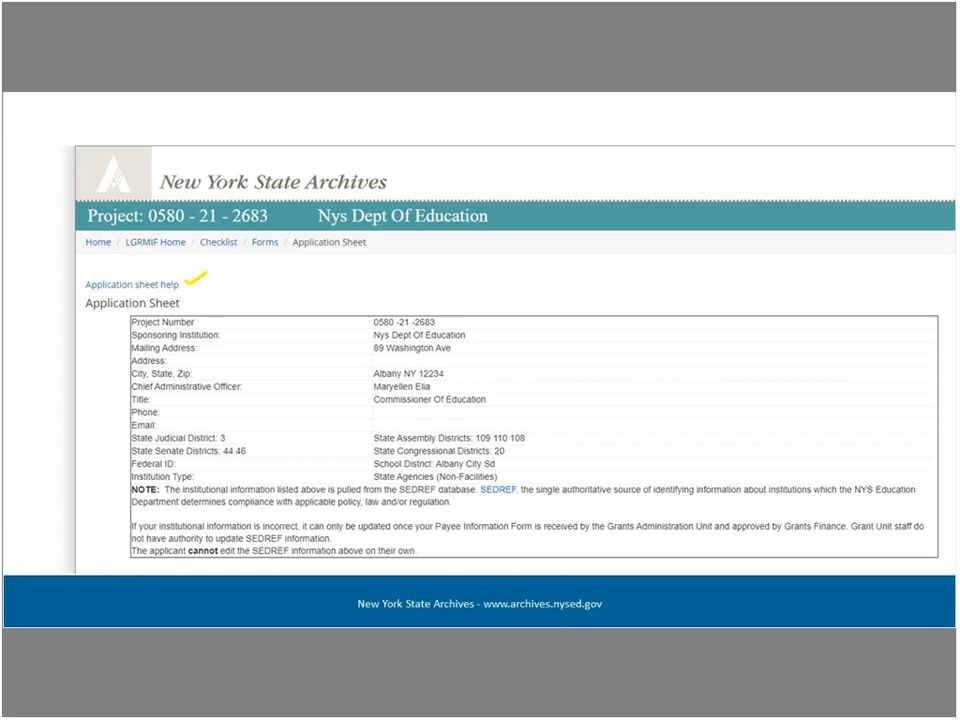 New York State Archives
Project: 0580 - 21 - 2683 Nys Dept Of Education
Home / LGRMIF Home / Checklist / Forms / Application Sheet
Application sheet help
Application Sheet
Project Number 0580 -21 -2683
Sponsoring Institution: Nys Dept Of Education
Mailing Address: 89 Washington Ave
Address:
City, State, Zip: Albany NY 12234
Chief Administrative Officer: Maryellen Elia
Title: Commissioner Of Education
Phone:
Email:
State Judicial District: 3 State Assembly Districts: 109 110 108
State Senate Districts: 44 46 State Congressional Districts: 20
Federal ID: School District: Albany City Sd
Institution Type: State Agencies (Non-Facilities)
NOTE: The institutional information listed above is pulled from the SEDREF database. SEDREF, the single authoritative source of identifying information about institutions which the NYS Education
Department determines compliance with applicable policy, law and/or regulation.
If your institutional information is incorrect, it can only be updated once your Payee Information Form is received by the Grants Administration Unit and approved by Grants Finance. Grant Unit staff do
not have authority to update SEDREF information.
The applicant cannot edit the SEDREF information above on their own.
New York State Archives - www.archives.nysed.gov